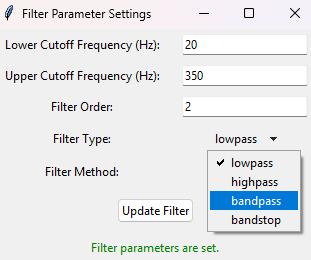 Filter Parameter Settings
Lower Cutoff Frequency (Hz): 20
Upper Cutoff Frequency (Hz): 350
Filter Order: 2
Filter Type: lowpass
Filter Method:
lowpass
highpass
bandpass
bandstop
Update Filter
Filter parameters are set.